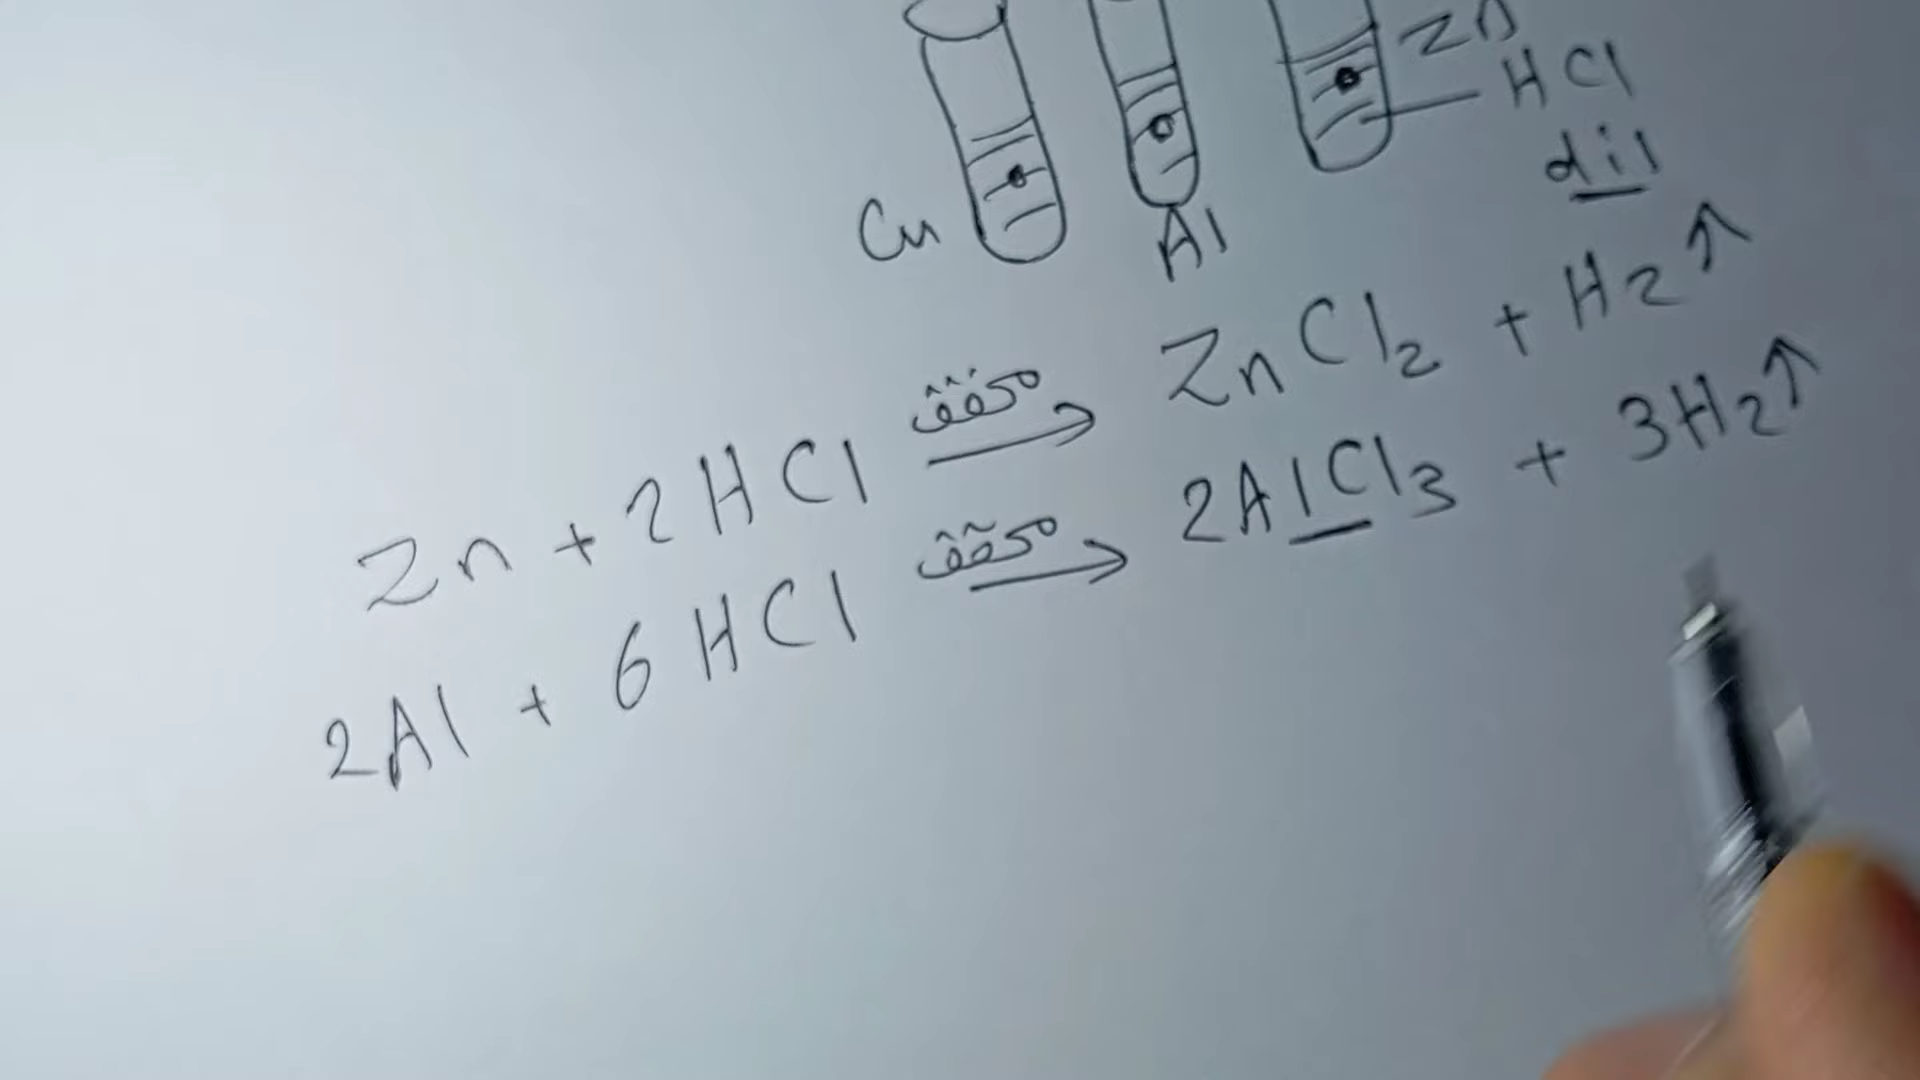 Zn
HCl
dil
Cu
Al
Zn + 2HCl مخفف → ZnCl₂ + H₂↑
2Al + 6HCl مخفف → 2AlCl₃ + 3H₂↑